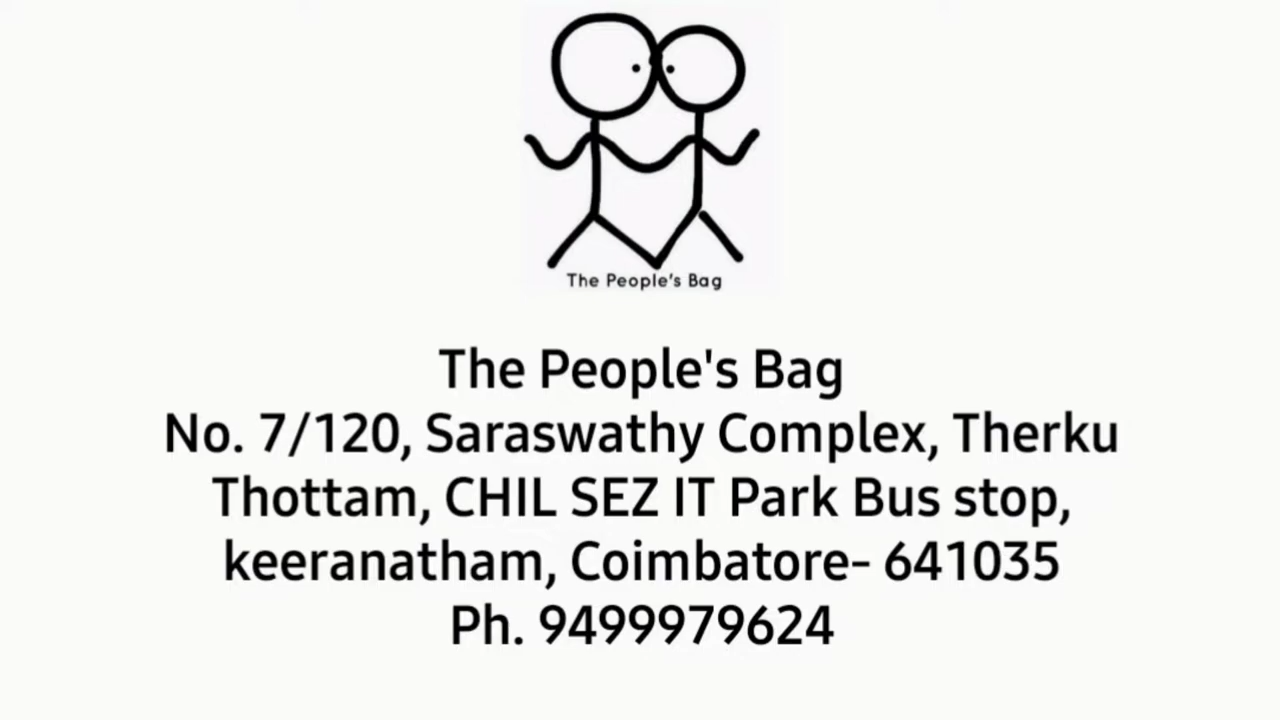 The People's Bag
The People's Bag
No. 7/120, Saraswathy Complex, Therku
Thottam, CHIL SEZ IT Park Bus stop,
keeranatham, Coimbatore- 641035
Ph. 9499979624